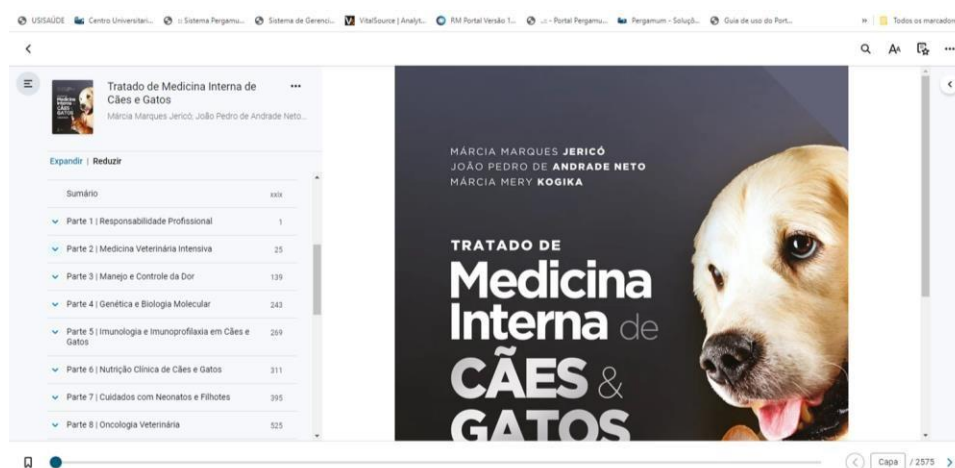 USISAÚDE
Centro Universitari...
:: Sistema Pergamu...
Sistema de Gerenci...
VitalSource | Analyt...
RM Portal Versão 1...
.:: - Portal Pergamu...
Pergamum - Soluçõ...
Guia de uso do Port...
»
Todos os marcadore
Tratado de Medicina Interna de
Cães e Gatos
Márcia Marques Jericó; João Pedro de Andrade Neto...
Expandir | Reduzir
Sumário xxix
Parte 1 | Responsabilidade Profissional 1
Parte 2 | Medicina Veterinária Intensiva 25
Parte 3 | Manejo e Controle da Dor 139
Parte 4 | Genética e Biologia Molecular 243
Parte 5 | Imunologia e Imunoprofilaxia em Cães e
Gatos 269
Parte 6 | Nutrição Clínica de Cães e Gatos 311
Parte 7 | Cuidados com Neonatos e Filhotes 395
Parte 8 | Oncologia Veterinária 525
MÁRCIA MARQUES JERICÓ
JOÃO PEDRO DE ANDRADE NETO
MÁRCIA MERY KOGIKA
TRATADO DE
Medicina
Interna de
CÃES &
GATOS
Capa / 2575